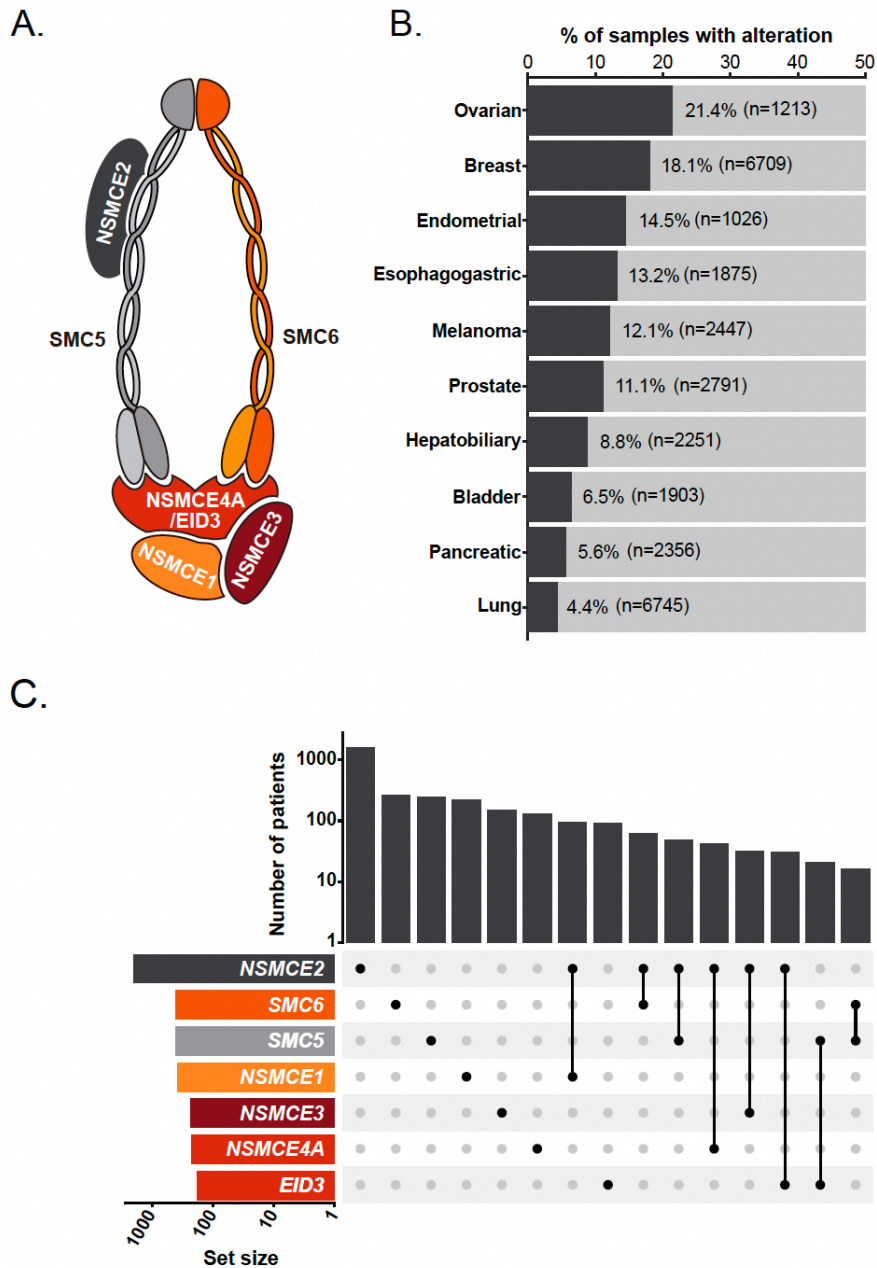 A.
NSMCE2
SMC5
SMC6
NSMCE4A
/EID3
NSMCE1
NSMCE3
B.
% of samples with alteration
0 10 20 30 40 50
Ovarian 21.4% (n=1213)
Breast 18.1% (n=6709)
Endometrial 14.5% (n=1026)
Esophagogastric 13.2% (n=1875)
Melanoma 12.1% (n=2447)
Prostate 11.1% (n=2791)
Hepatobiliary 8.8% (n=2251)
Bladder 6.5% (n=1903)
Pancreatic 5.6% (n=2356)
Lung 4.4% (n=6745)
C.
Number of patients
1000
100
10
1
NSMCE2
SMC6
SMC5
NSMCE1
NSMCE3
NSMCE4A
EID3
1000 100 10 1
Set size